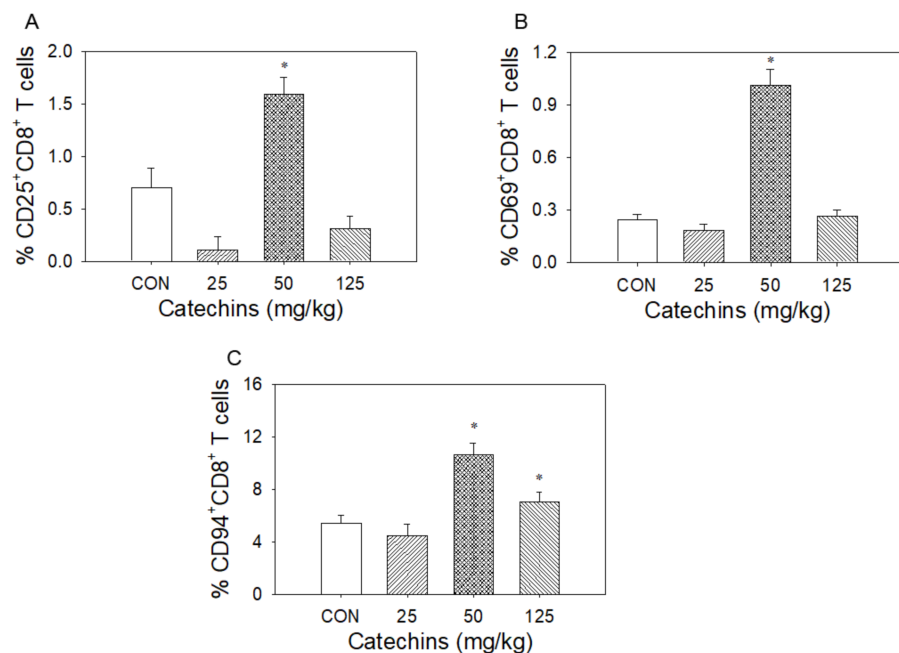 A
% CD25⁺CD8⁺ T cells
2.0
1.5
1.0
0.5
0.0
*
CON 25 50 125
Catechins (mg/kg)
B
% CD69⁺CD8⁺ T cells
1.2
0.9
0.6
0.3
0.0
*
CON 25 50 125
Catechins (mg/kg)
C
% CD94⁺CD8⁺ T cells
16
12
8
4
0
*
*
CON 25 50 125
Catechins (mg/kg)